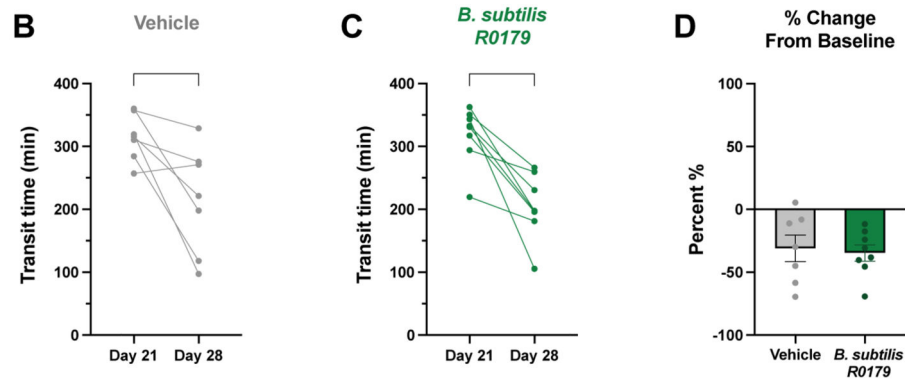 B
Vehicle
Transit time (min)
400
300
200
100
0
Day 21 Day 28
C
B. subtilis
R0179
Transit time (min)
400
300
200
100
0
Day 21 Day 28
D
% Change
From Baseline
Percent %
100
50
0
-50
-100
Vehicle B. subtilis
R0179